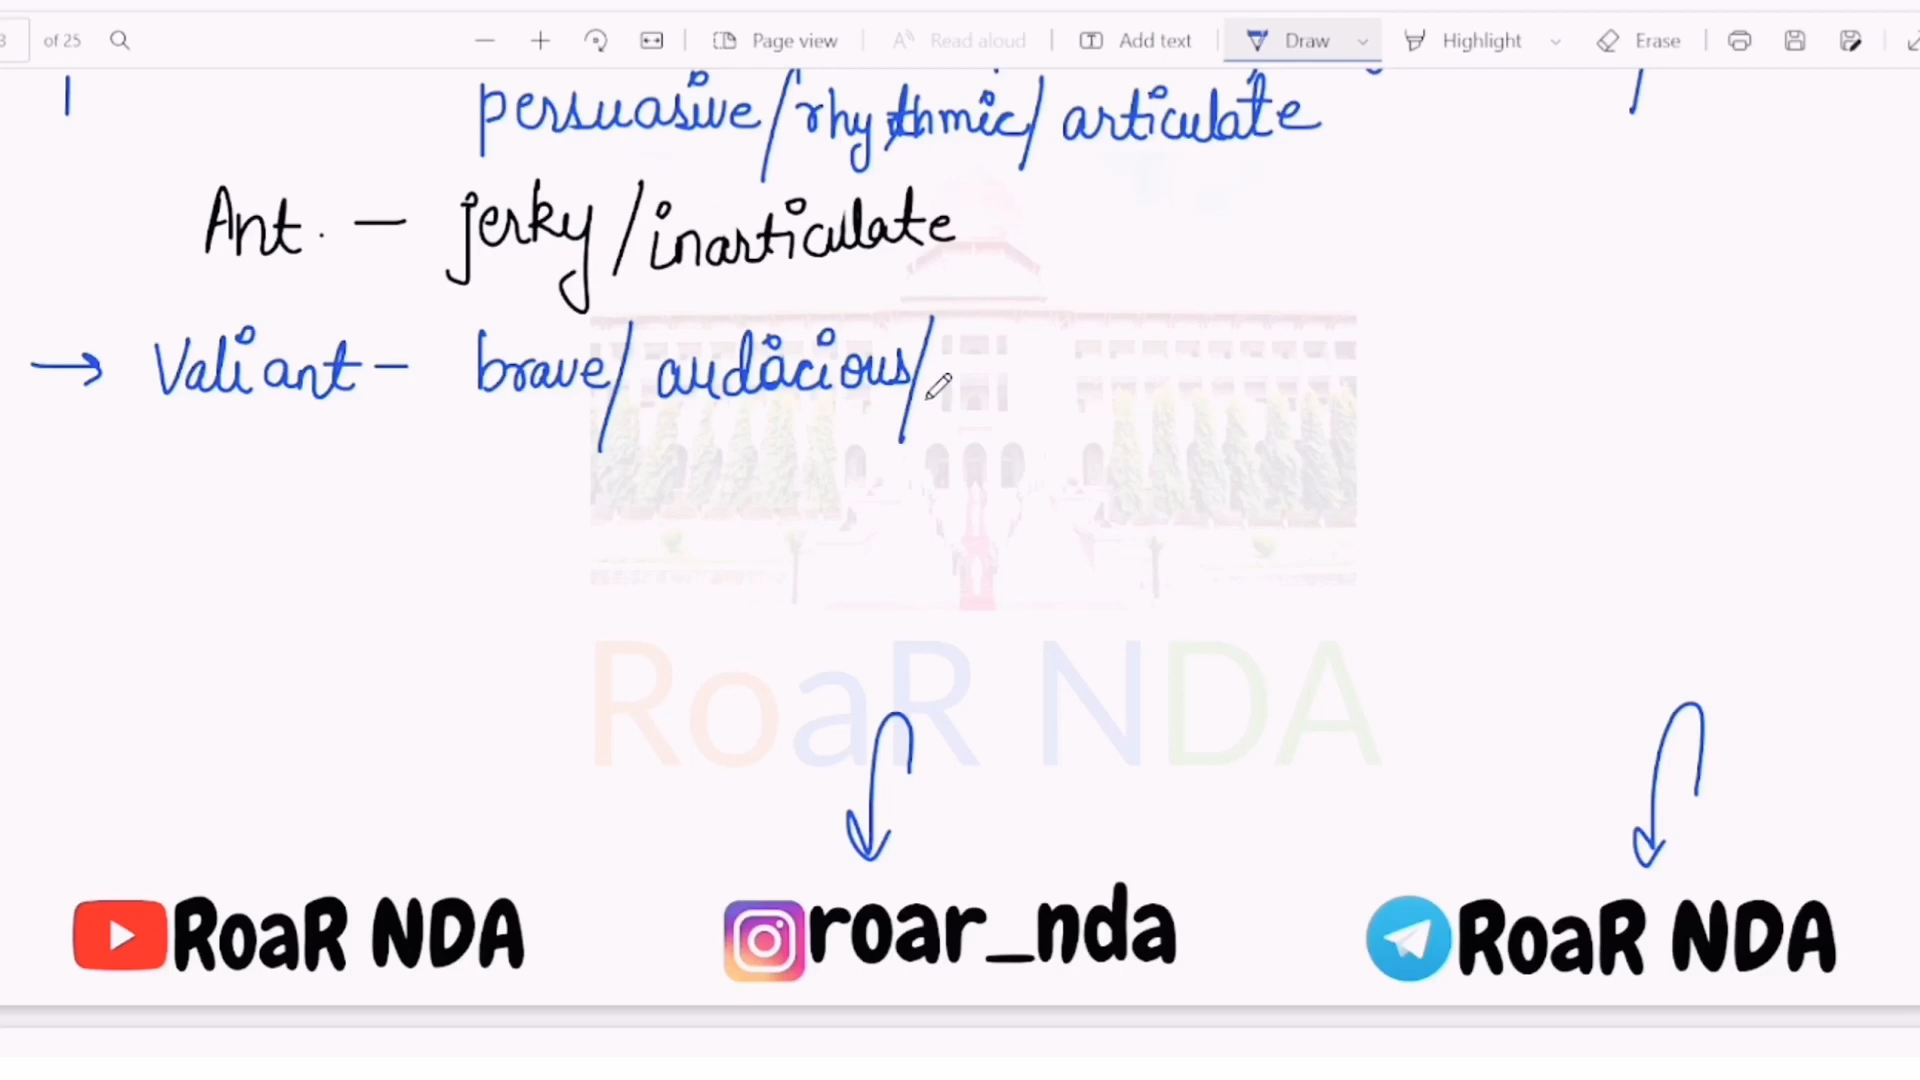 3 of 25 Page view Read aloud Add text Draw Highlight Erase
persuasive/rhythmic/articulate
Ant. — jerky/inarticulate
→ Valiant - brave/audacious/
RoaR NDA
RoaR NDA roar_nda RoaR NDA